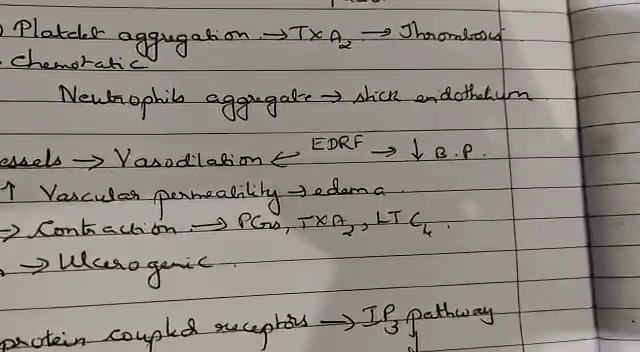 ) Platelet aggregation → TXA₂ → Thrombosis
. Chemotatic
Neutrophils aggregate → stick endothelium
essels → Vasodilation ← EDRF → ↓ B.P.
↑ Vascular permeability → edema.
→ Contraction → PGs, TXA₂, LTC₄.
. → Ulcerogenic.
protein coupled receptors → IP₃ pathway